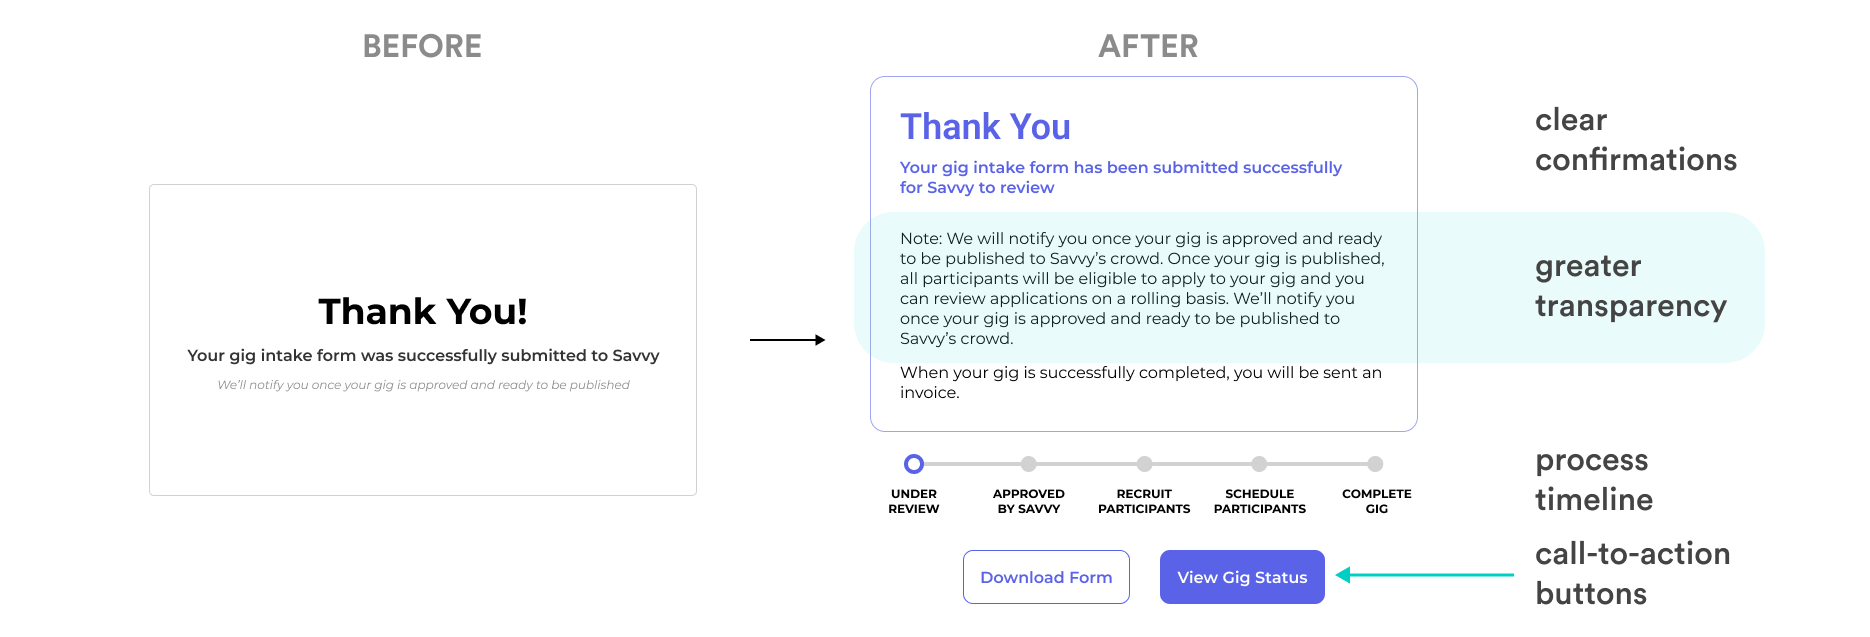 BEFORE
Thank You!
Your gig intake form was successfully submitted to Savvy
We'll notify you once your gig is approved and ready to be published
AFTER
Thank You
Your gig intake form has been submitted successfully
for Savvy to review
Note: We will notify you once your gig is approved and ready
to be published to Savvy's crowd. Once your gig is published,
all participants will be eligible to apply to your gig and you
can review applications on a rolling basis. We'll notify you
once your gig is approved and ready to be published to
Savvy's crowd.
When your gig is successfully completed, you will be sent an
invoice.
UNDER
REVIEW
APPROVED
BY SAVVY
RECRUIT
PARTICIPANTS
SCHEDULE
PARTICIPANTS
COMPLETE
GIG
Download Form
View Gig Status
clear
confirmations
greater
transparency
process
timeline
call-to-action
buttons